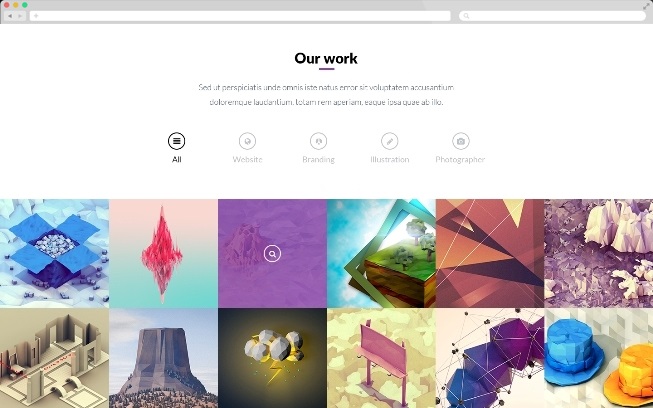 Our work
Sed ut perspiciatis unde omnis iste natus error sit voluptatem accusantium
doloremque laudantium, totam rem aperiam, eaque ipsa quae ab illo.
All
Website
Branding
Illustration
Photographer